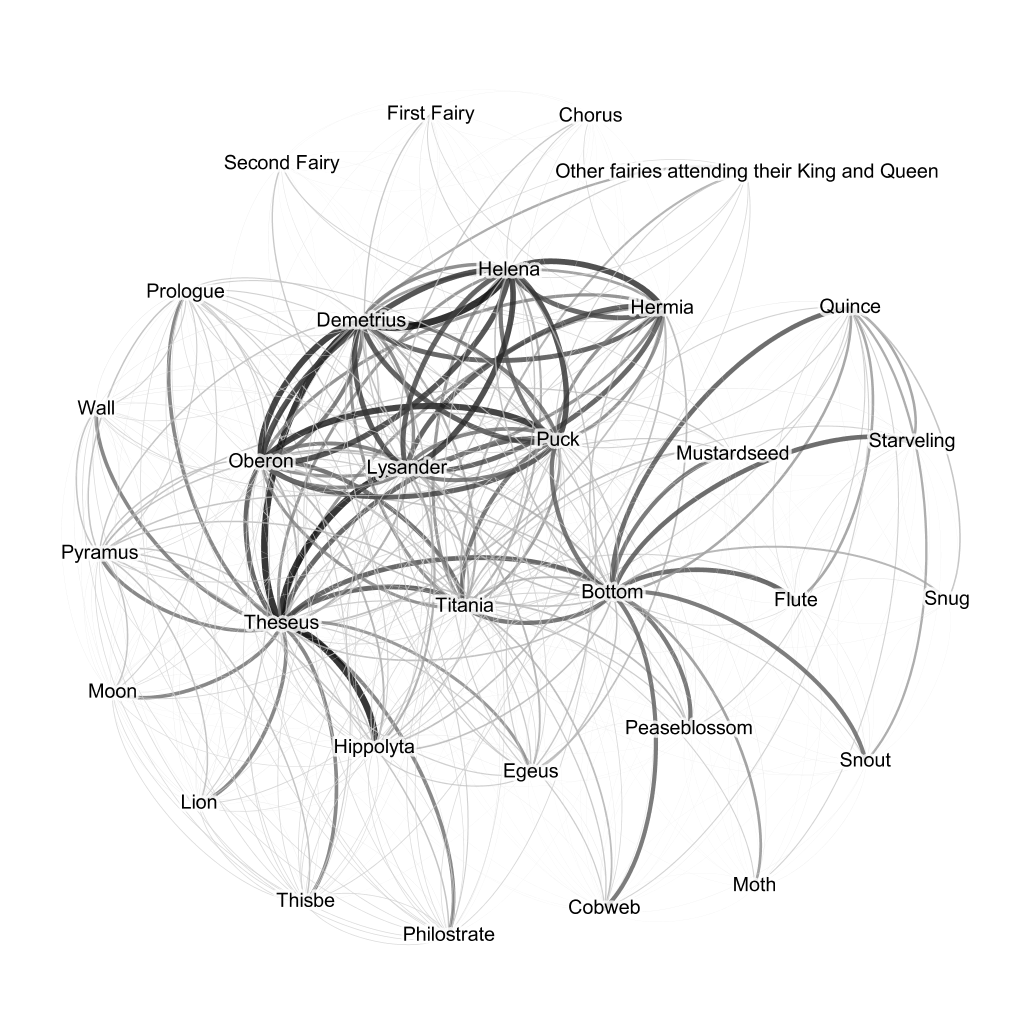 First Fairy
Chorus
Second Fairy
Other fairies attending their King and Queen
Helena
Prologue
Hermia
Quince
Demetrius
Wall
Puck
Starveling
Mustardseed
Oberon
Lysander
Pyramus
Bottom
Flute
Snug
Titania
Theseus
Moon
Peaseblossom
Hippolyta
Snout
Egeus
Lion
Moth
Thisbe
Cobweb
Philostrate